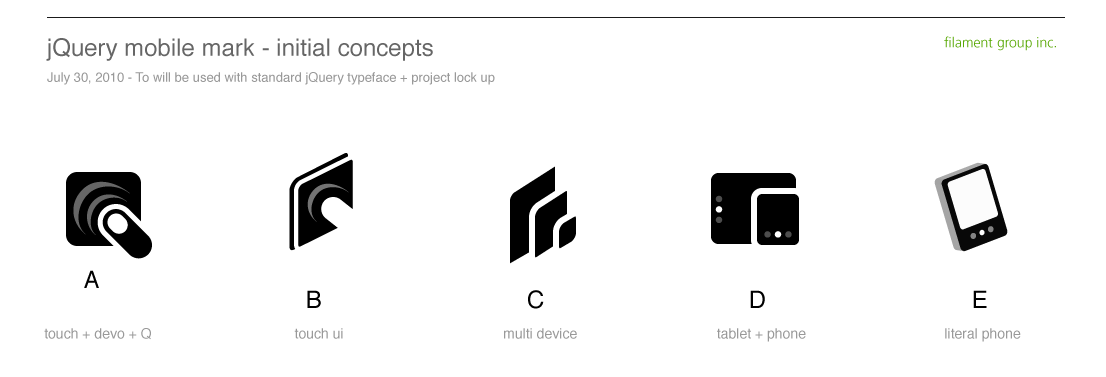 jQuery mobile mark - initial concepts
filament group inc.
July 30, 2010 - To will be used with standard jQuery typeface + project lock up
A
B
C
D
E
touch + devo + Q
touch ui
multi device
tablet + phone
literal phone